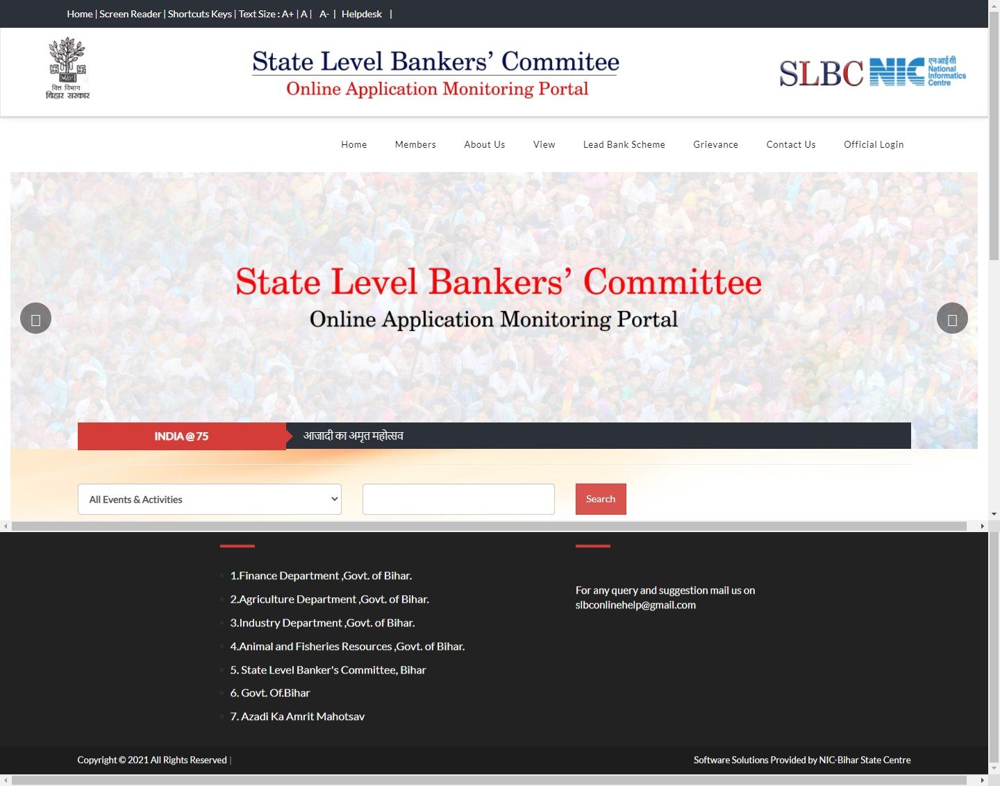 Home | Screen Reader | Shortcuts Keys | Text Size : A+ | A | A- | Helpdesk |
वित्त विभाग
बिहार सरकार
State Level Bankers’ Commitee
Online Application Monitoring Portal
SLBC NIC एनआईसी
National
Informatics
Centre
Home Members About Us View Lead Bank Scheme Grievance Contact Us Official Login
State Level Bankers’ Committee
Online Application Monitoring Portal
INDIA @ 75 आजादी का अमृत महोत्सव
All Events & Activities Search
1.Finance Department ,Govt. of Bihar.
2.Agriculture Department ,Govt. of Bihar.
3.Industry Department ,Govt. of Bihar.
4.Animal and Fisheries Resources ,Govt. of Bihar.
5. State Level Banker's Committee, Bihar
6. Govt. Of.Bihar
7. Azadi Ka Amrit Mahotsav
For any query and suggestion mail us on
slbconlinehelp@gmail.com
Copyright © 2021 All Rights Reserved |
Software Solutions Provided by NIC-Bihar State Centre